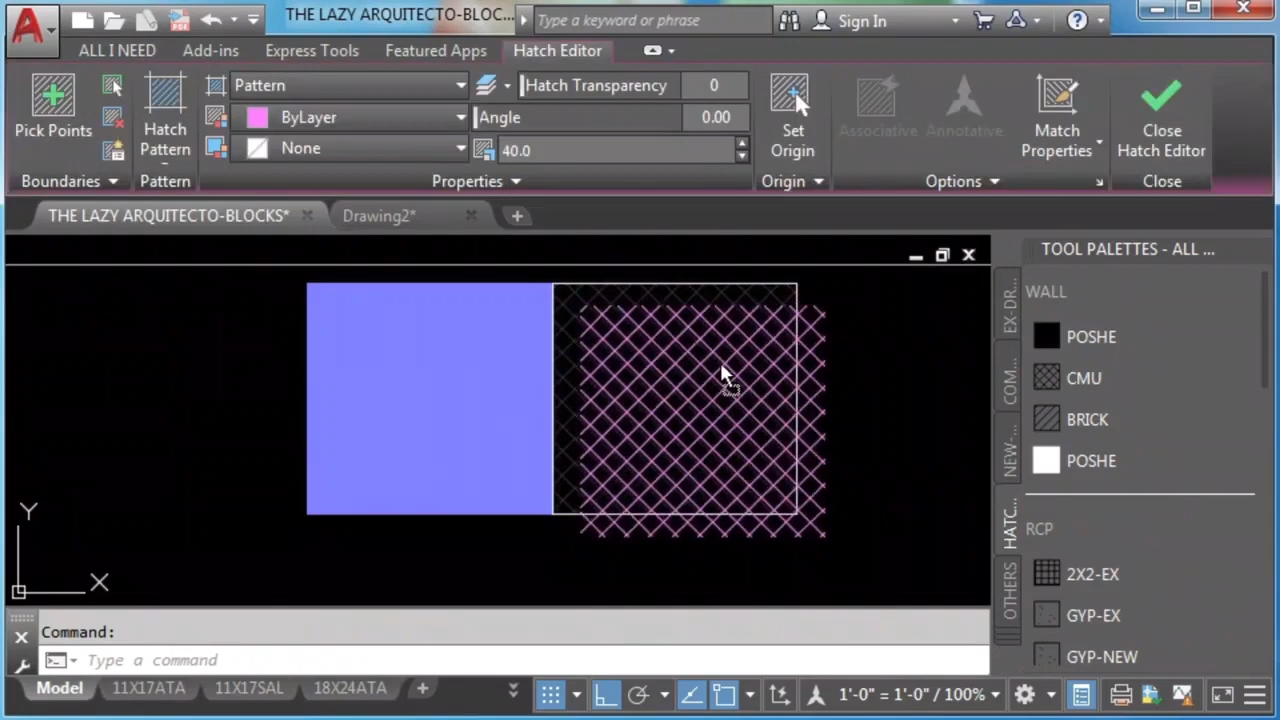 THE LAZY ARQUITECTO-BLOC...
Type a keyword or phrase
Sign In
ALL I NEED
Add-ins
Express Tools
Featured Apps
Hatch Editor
Pick Points
Boundaries
Hatch
Pattern
Pattern
Pattern
ByLayer
None
Hatch Transparency 0
Angle 0.00
40.0
Properties
Set
Origin
Origin
Associative
Annotative
Match
Properties
Options
Close
Hatch Editor
Close
THE LAZY ARQUITECTO-BLOCKS*
Drawing2*
Y
X
TOOL PALETTES - ALL ...
EX-DR...
COM...
NEW-...
HATC...
OTHERS
WALL
POSHE
CMU
BRICK
POSHE
RCP
2X2-EX
GYP-EX
GYP-NEW
Command:
Type a command
Model
11X17ATA
11X17SAL
18X24ATA
1'-0" = 1'-0" / 100%